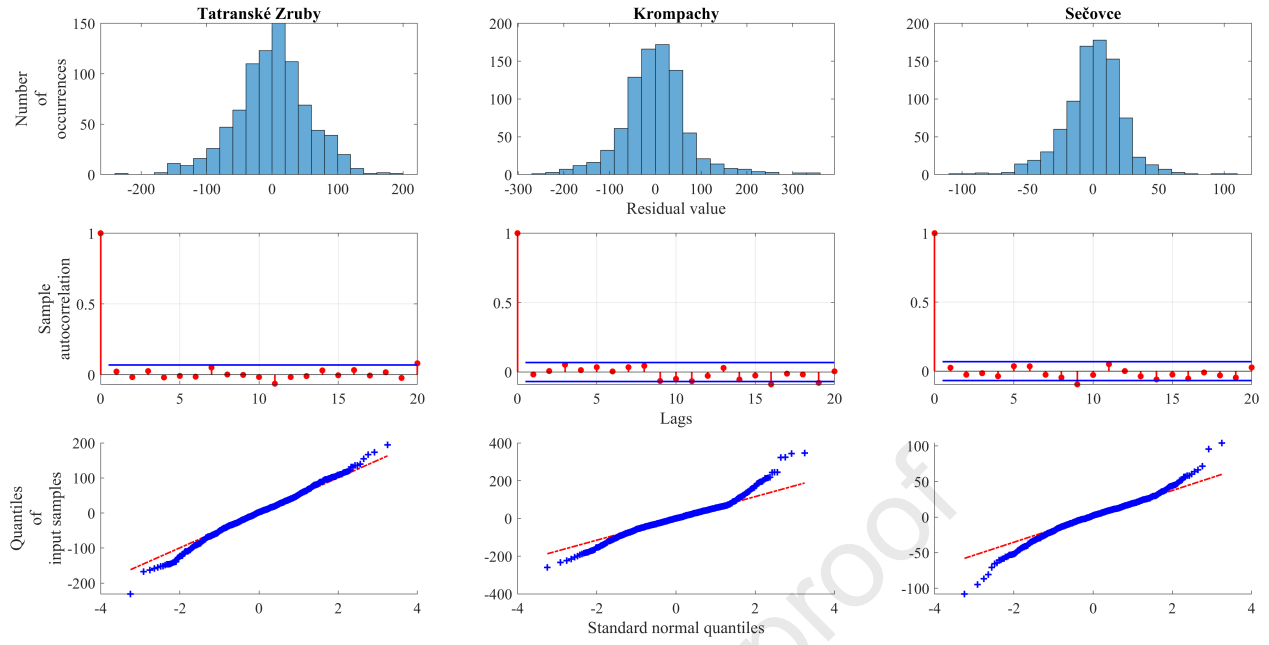 Tatranské Zruby Krompachy Sečovce
Number
of
occurrences
150
100
50
0
-200 -100 0 100 200
200
150
100
50
0
-300 -200 -100 0 100 200 300
Residual value
200
150
100
50
0
-100 -50 0 50 100
Sample
autocorrelation
1
0.5
0
0 5 10 15 20
1
0.5
0
0 5 10 15 20
Lags
1
0.5
0
0 5 10 15 20
Quantiles
of
input samples
200
100
0
-100
-200
-4 -2 0 2 4
400
200
0
-200
-400
-4 -2 0 2 4
Standard normal quantiles
100
50
0
-50
-100
-4 -2 0 2 4
proof